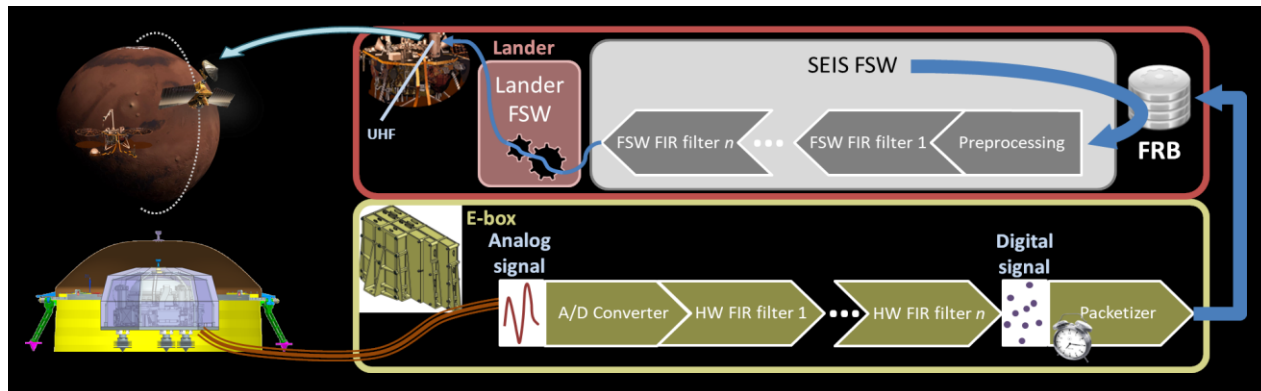 Lander
SEIS FSW
Lander
FSW
UHF
FSW FIR filter n
FSW FIR filter 1
Preprocessing
FRB
E-box
Analog
signal
Digital
signal
A/D Converter
HW FIR filter 1
HW FIR filter n
Packetizer